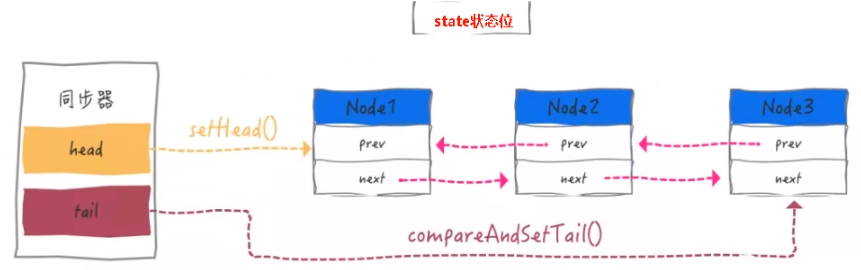 state状态位
同步器
head
tail
setHead()
Node1
prev
next
Node2
prev
next
Node3
prev
next
compareAndSetTail()